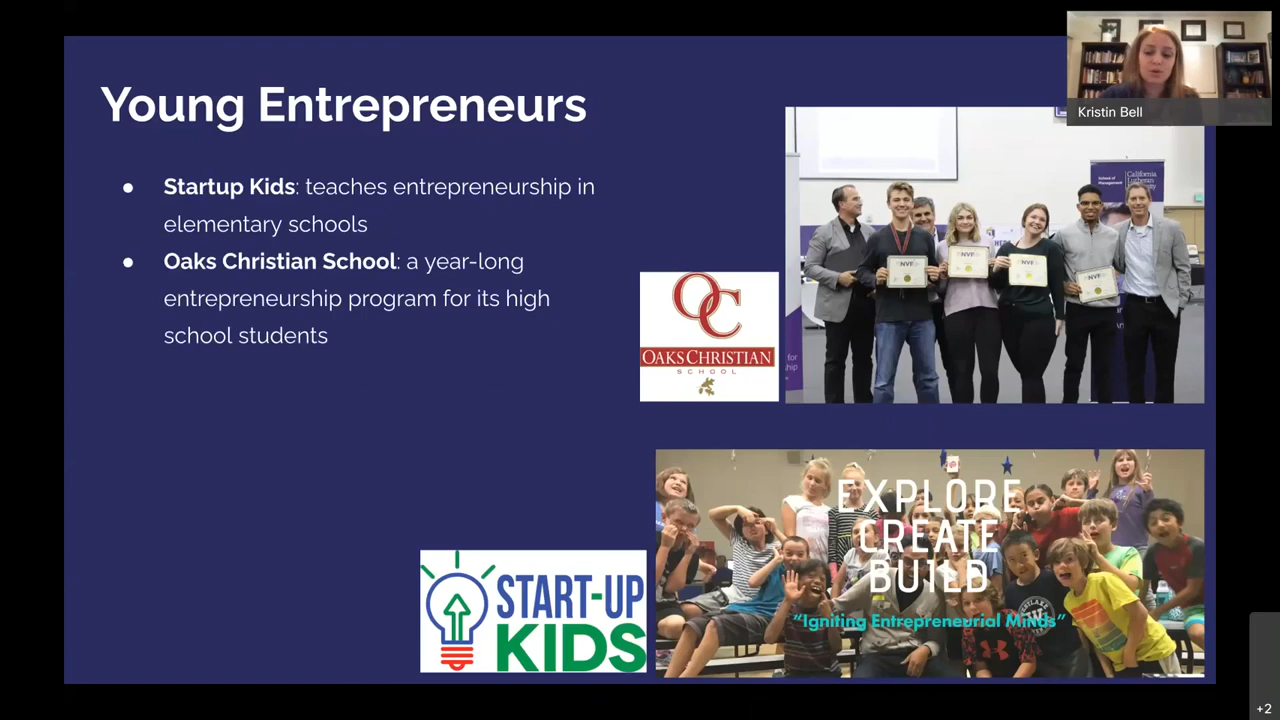 Young Entrepreneurs
Kristin Bell
● Startup Kids: teaches entrepreneurship in
elementary schools
● Oaks Christian School: a year-long
entrepreneurship program for its high
school students
School of
Management
California
Lutheran
NVF
NVF
NVF
OC
OAKS CHRISTIAN
SCHOOL
EXPLORE
CREATE
BUILD
"Igniting Entrepreneurial Minds"
START-UP
KIDS
+2